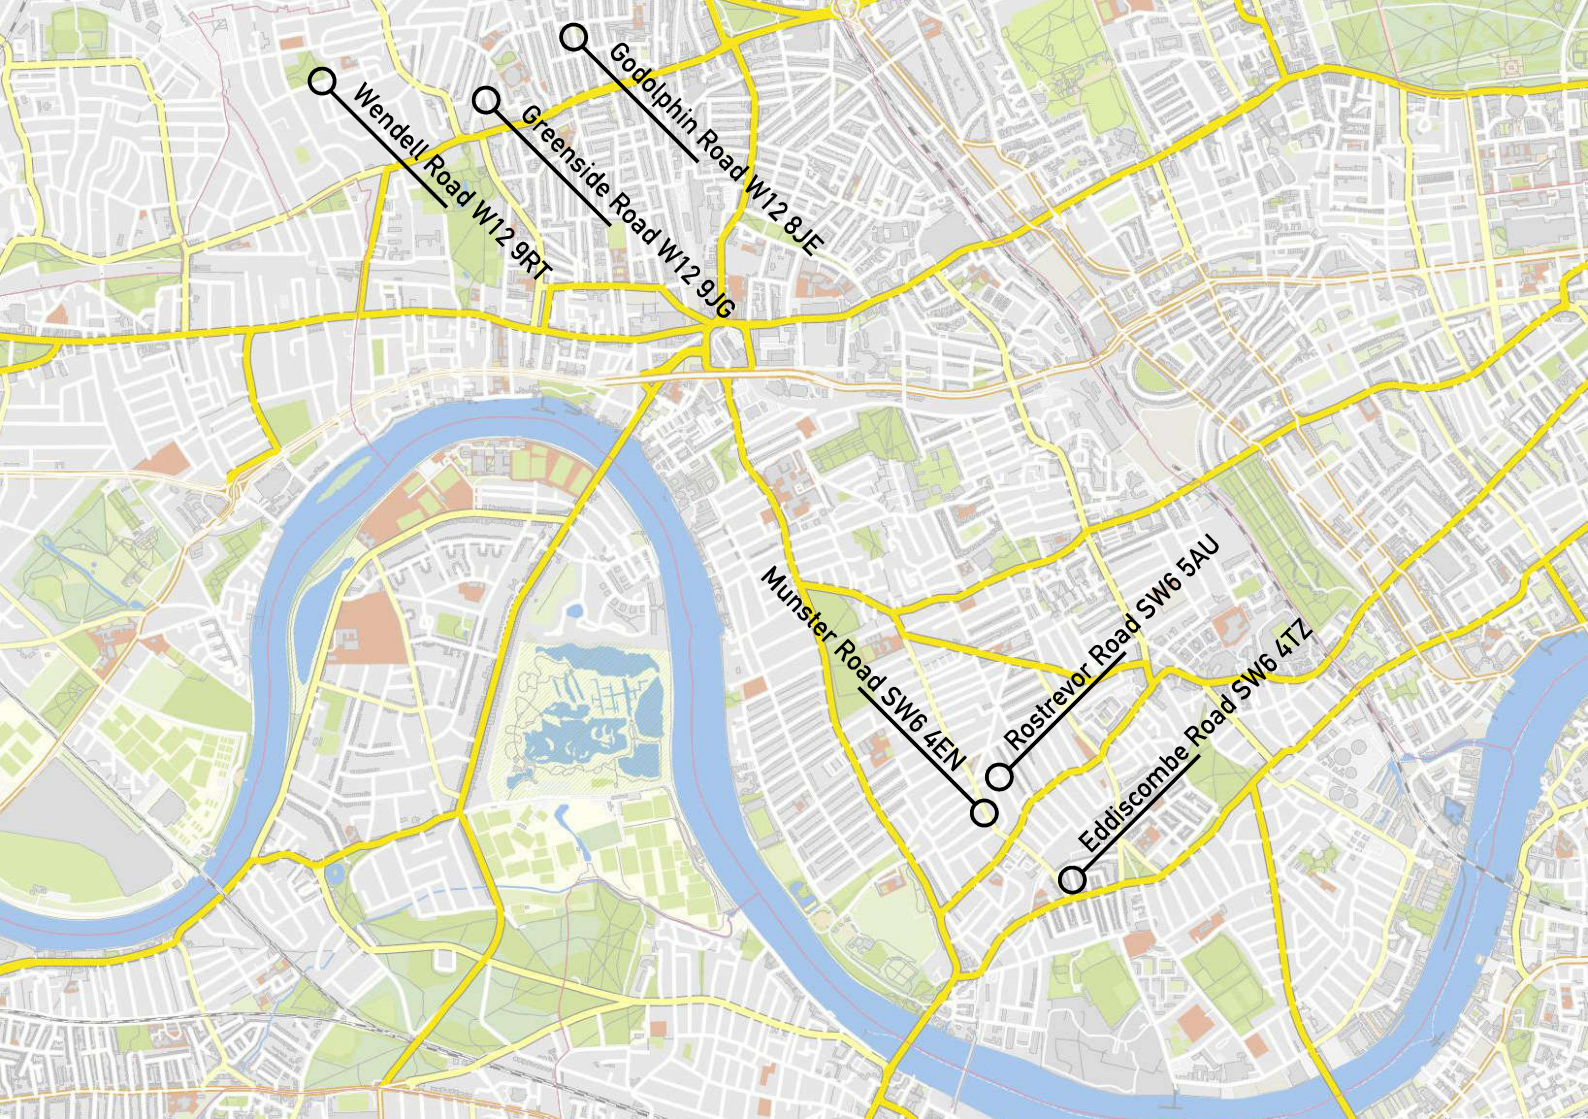 Godolphin Road W12 8JE
Wendell Road W12 9RT
Greenside Road W12 9JG
Munster Road SW6 4EN
Rostrevor Road SW6 5AU
Eddiscombe Road SW6 4TZ